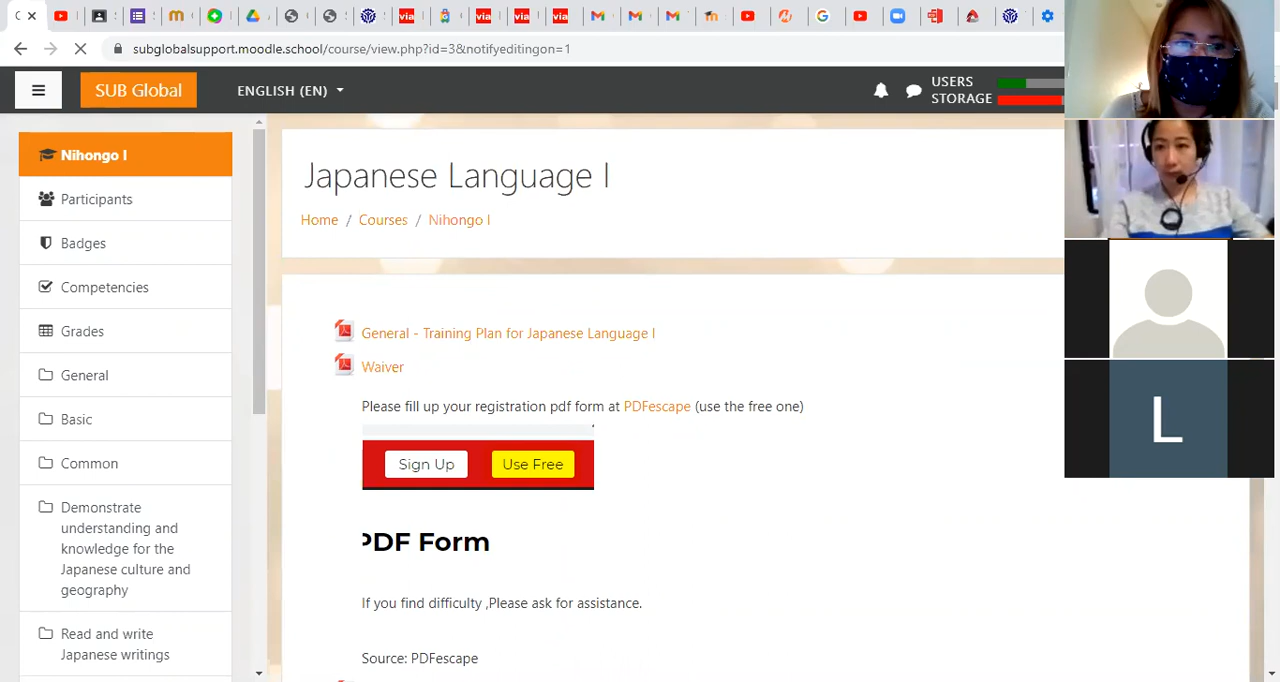 subglobalsupport.moodle.school/course/view.php?id=3&notifyeditingon=1
SUB Global
ENGLISH (EN)
USERS
STORAGE
Nihongo I
Participants
Badges
Competencies
Grades
General
Basic
Common
Demonstrate
understanding and
knowledge for the
Japanese culture and
geography
Read and write
Japanese writings
Japanese Language I
Home / Courses / Nihongo I
General - Training Plan for Japanese Language I
Waiver
Please fill up your registration pdf form at PDFescape (use the free one)
Sign Up
Use Free
PDF Form
If you find difficulty ,Please ask for assistance.
Source: PDFescape
L